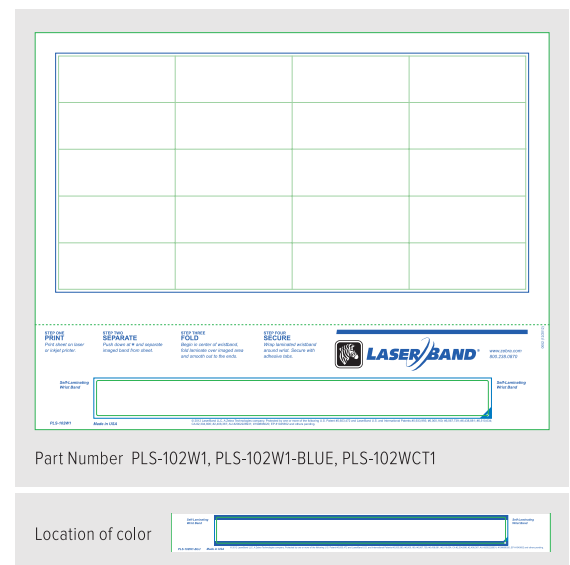 STEP ONE
PRINT
Print sheet on laser
or inkjet printer.
STEP TWO
SEPARATE
Push down at # and separate
imaged band from sheet.
STEP THREE
FOLD
Begin in center of wristband,
fold laminate over imaged area
and smooth out to the ends.
STEP FOUR
SECURE
Wrap laminated wristband
around wrist. Secure with
adhesive tabs.
LASERBAND®
www.zebra.com
Self-Laminating
Wrist Band
Self-Laminating
Wrist Band
PLS-102W1
Made in USA
Part Number PLS-102W1, PLS-102W1-BLUE, PLS-102WCT1
Location of color
Self-Laminating
Wrist Band
Self-Laminating
Wrist Band
Made in USA